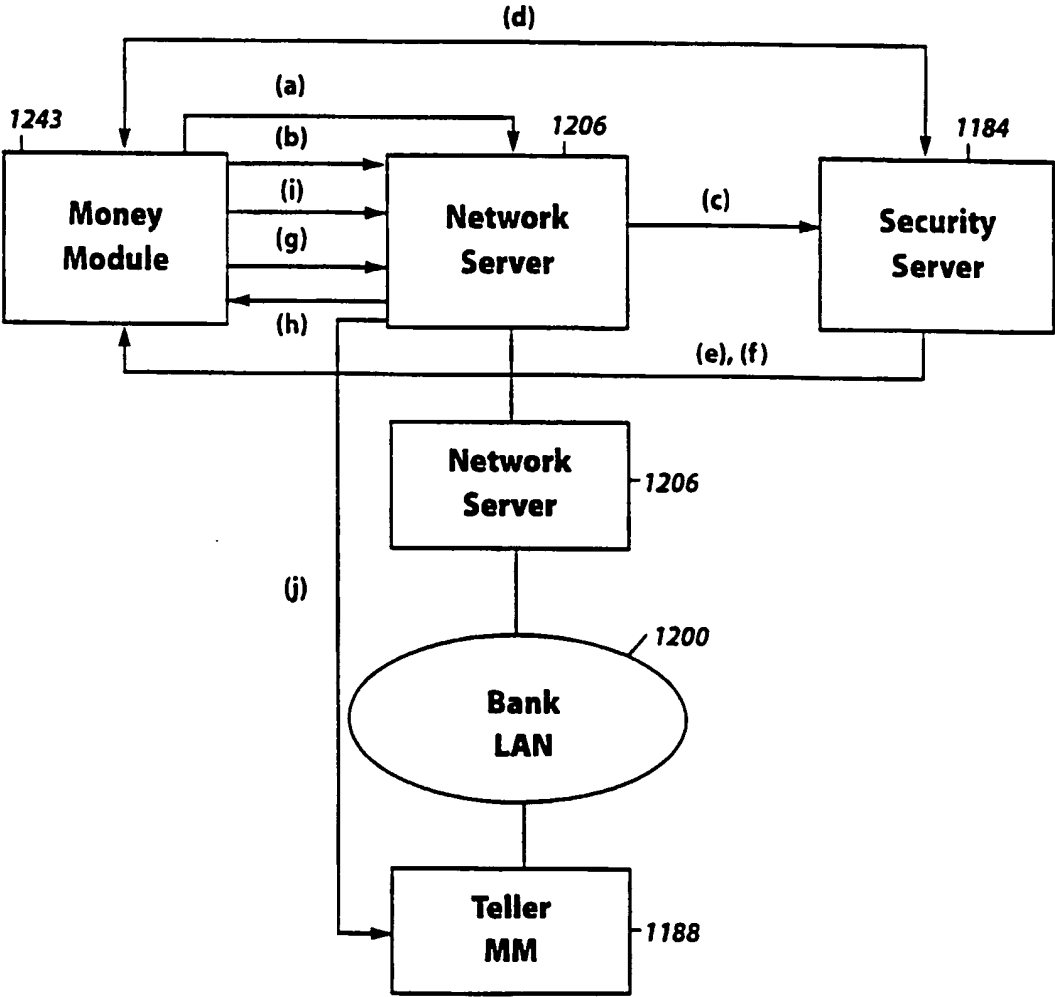 (d)
(a)
1243
(b)
1206
1184
(i)
(c)
Money
Module
Network
Server
Security
Server
(g)
(h)
(e), (f)
Network
Server
1206
(j)
1200
Bank
LAN
Teller
MM
1188